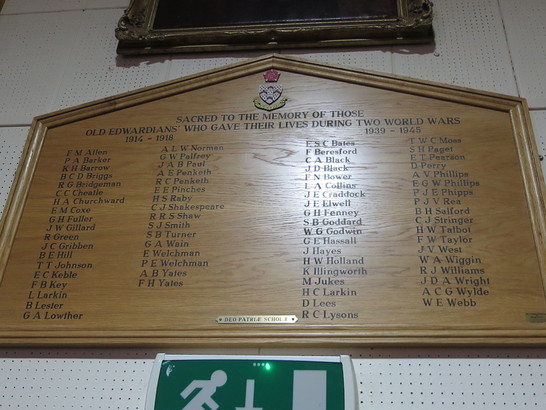 SACRED TO THE MEMORY OF THOSE
OLD EDWARDIANS' WHO GAVE THEIR LIVES DURING TWO WORLD WARS
1914 - 1918
F M Allen
P A Barker
K H Barrow
B C D Briggs
R G Bridgeman
C C Cheatle
H A Churchward
E M Coxe
G H Fuller
J W Gillard
R Green
J C Gribben
B E Hill
T T Johnson
E C Keble
F B Key
L Larkin
B Lester
G A Lowther
A L W Norman
G W Palfrey
J A B Paul
A E Panketh
R C Penketh
E E Pinches
H S Raby
C J Shakespeare
R R S Shaw
S J Smith
S B Turner
G A Wain
E Welchman
P E Welchman
A B Yates
F H Yates
1939 - 1945
E S C Bates
F Beresford
C A Black
J D Black
F N Bower
L A Collins
J E Craddock
J E Elwell
G H Fenney
S B Goddard
W G Godwin
G E Hassall
J Hayes
H W Holland
K Illingworth
M Jukes
H C Larkin
D Lees
R C Lysons
T W C Moss
S H Paget
E T Pearson
D Percy
A V Phillips
E G W Phillips
P J E Phipps
P J V Rea
B H Salford
C J Stringer
H W Talbot
F W Taylor
J V West
W A Wiggin
R J Williams
J D A Wright
A C G Wylde
W E Webb
DEO PATRIÆ SCHOLÆ